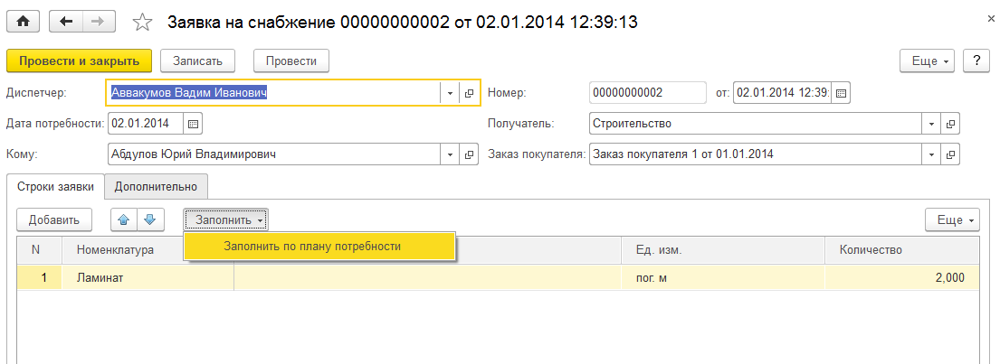 Заявка на снабжение 00000000002 от 02.01.2014 12:39:13
Провести и закрыть Записать Провести Еще ?
Диспетчер: Аввакумов Вадим Иванович Номер: 00000000002 от: 02.01.2014 12:39:
Дата потребности: 02.01.2014 Получатель: Строительство
Кому: Абдулов Юрий Владимирович Заказ покупателя: Заказ покупателя 1 от 01.01.2014
Строки заявки Дополнительно
Добавить Заполнить Еще
Заполнить по плану потребности
N Номенклатура Ед. изм. Количество
1 Ламинат пог. м 2,000